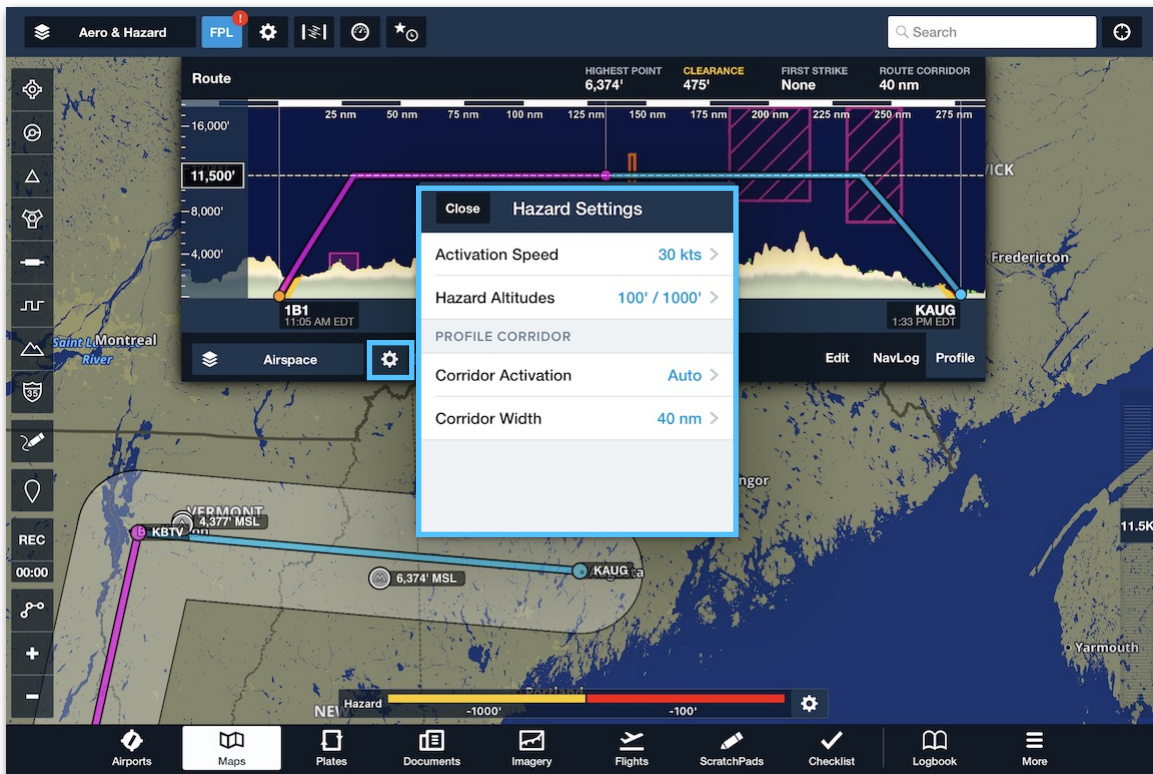 Aero & Hazard
FPL
!
Search
Route
HIGHEST POINT
6,374'
CLEARANCE
475'
FIRST STRIKE
None
ROUTE CORRIDOR
40 nm
25 nm
50 nm
75 nm
100 nm
125 nm
150 nm
175 nm
200 nm
225 nm
250 nm
275 nm
16,000'
11,500'
8,000'
4,000'
1B1
11:05 AM EDT
KAUG
1:33 PM EDT
Airspace
Edit
NavLog
Profile
Close
Hazard Settings
Activation Speed
30 kts
Hazard Altitudes
100' / 1000'
PROFILE CORRIDOR
Corridor Activation
Auto
Corridor Width
40 nm
Fredericton
Montreal
River
35
VERMONT
4,377' MSL
KBTV
KAUG
6,374' MSL
11.5K
REC
00:00
Yarmouth
Portland
Hazard
-1000'
-100'
Airports
Maps
Plates
Documents
Imagery
Flights
ScratchPads
Checklist
Logbook
More